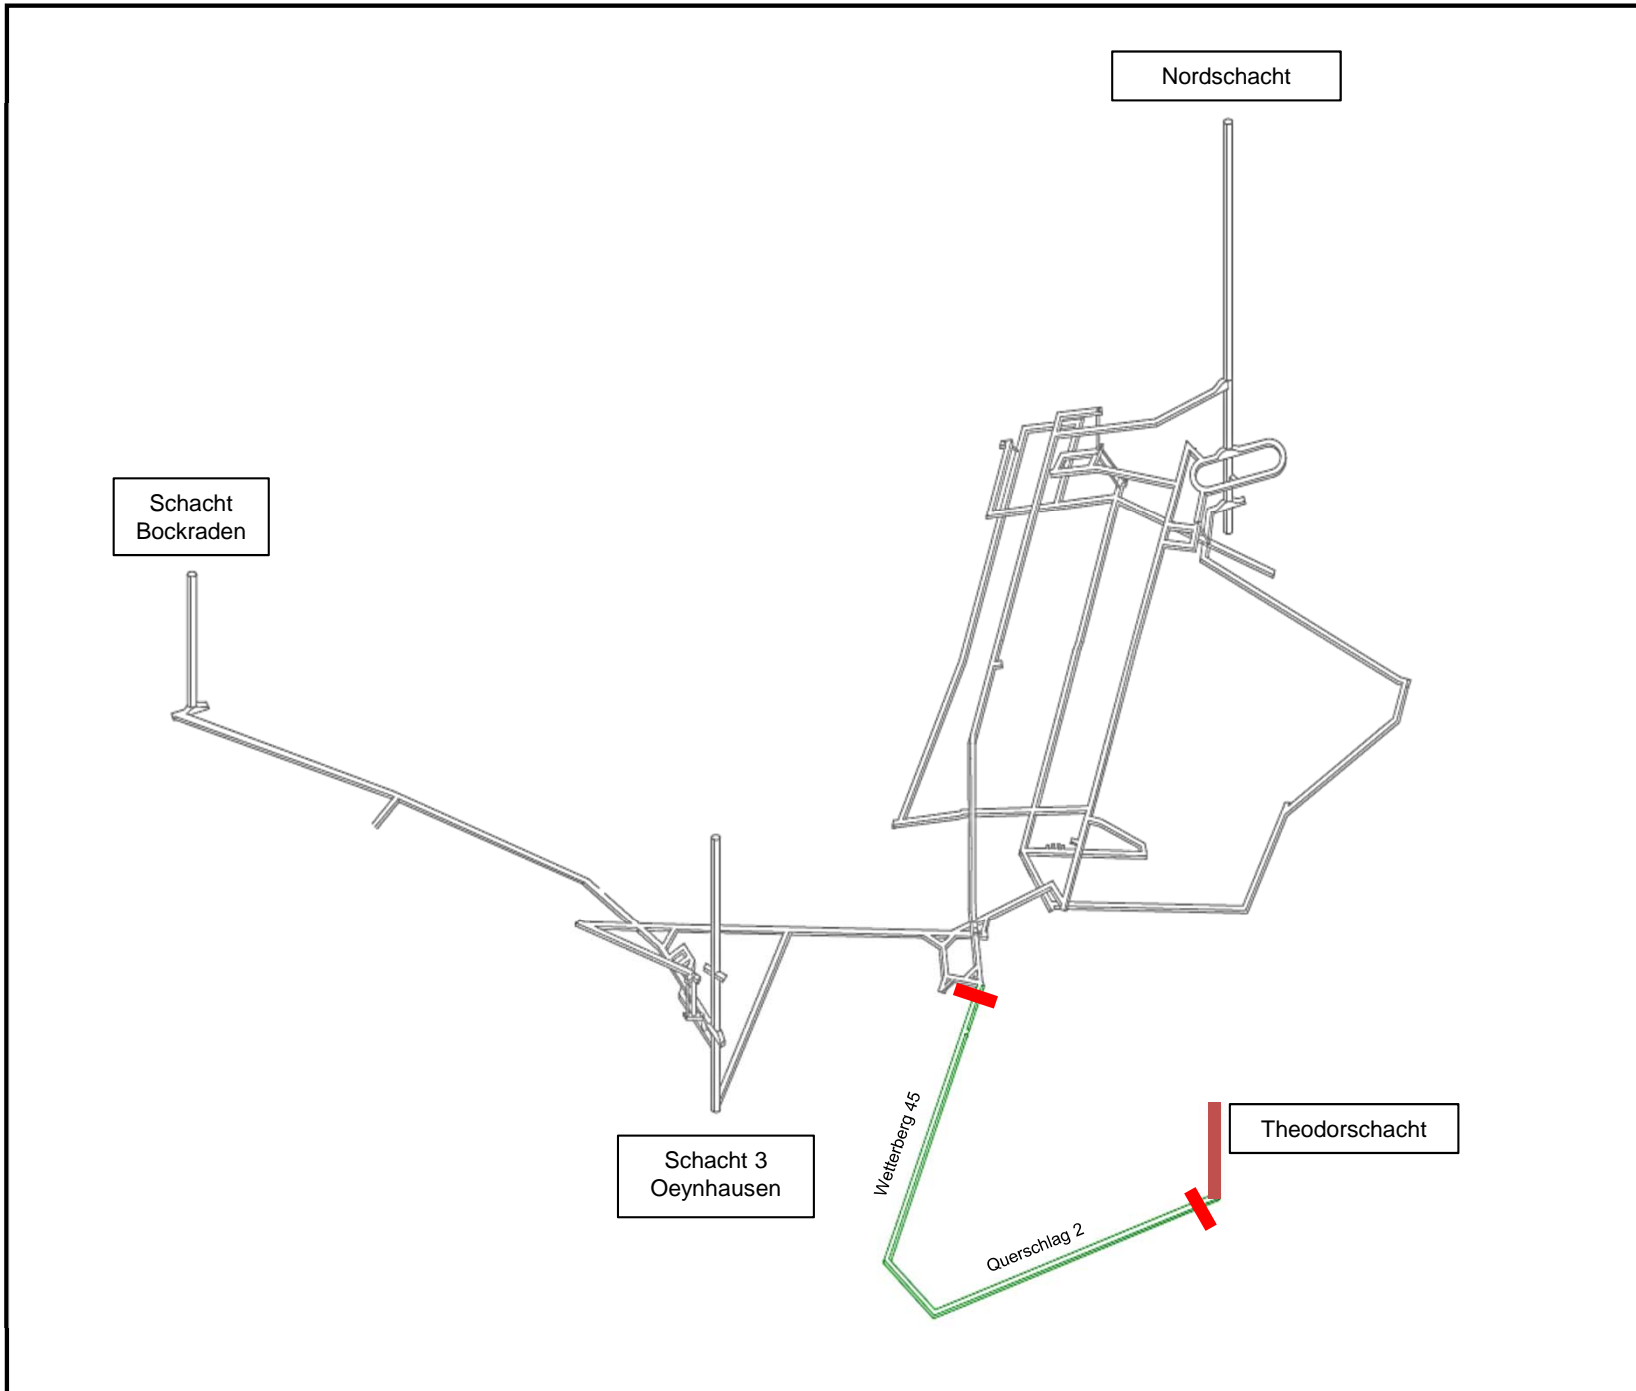 Nordschacht
Schacht
Bockraden
Wetterberg 45
Theodorschacht
Schacht 3
Oeynhausen
Querschlag 2